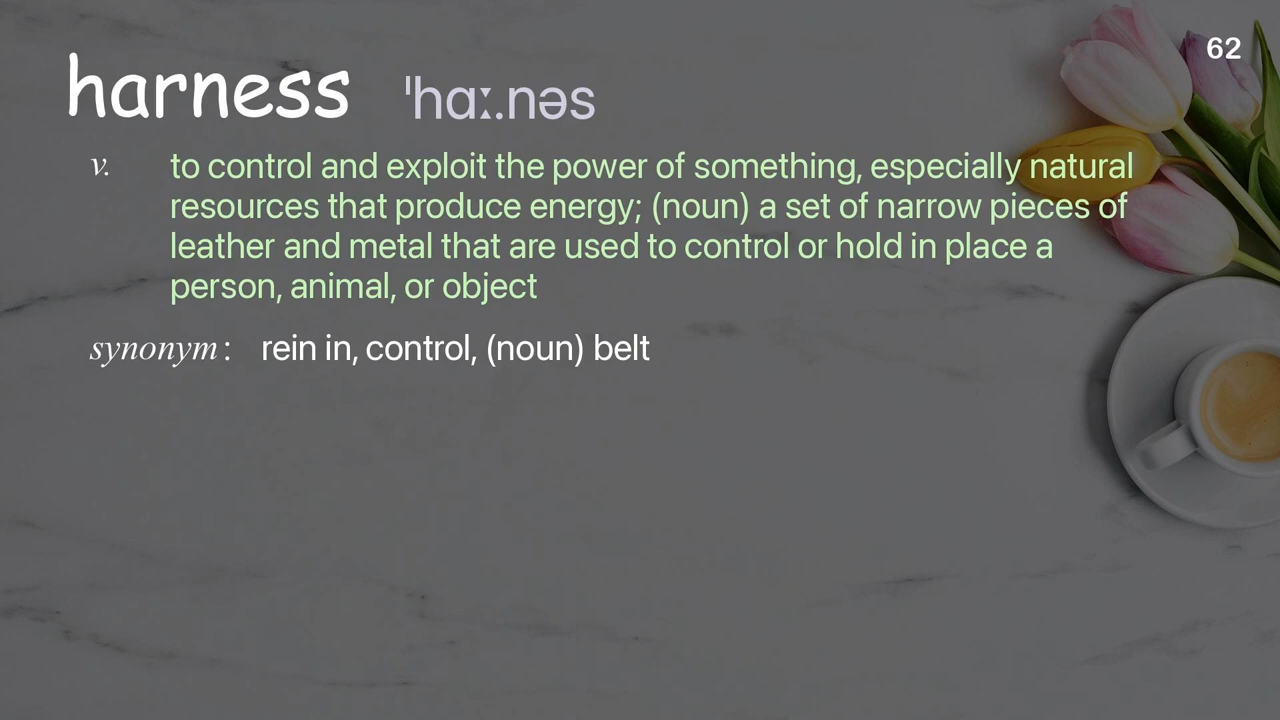 62
harness ˈhɑː.nəs
v. to control and exploit the power of something, especially natural
resources that produce energy; (noun) a set of narrow pieces of
leather and metal that are used to control or hold in place a
person, animal, or object
synonym: rein in, control, (noun) belt